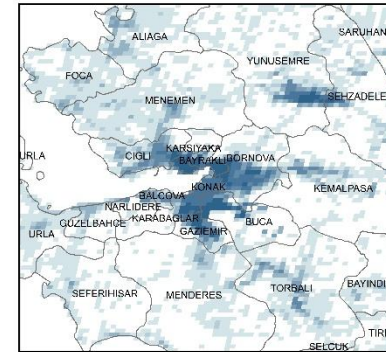 ALIAGA
SARUHAN
YUNUSEMRE
FOCA
SEHZADELE
MENEMEN
KARSIYAKA
URLA
CIGLI
BAYRAKLI
BORNOVA
KONAK
KEMALPASA
BALCOVA
NARLIDERE
GUZELBAHCE
KARABAGLAR
BUCA
URLA
GAZIEMIR
TORBALI
BAYINDI
SEFERIHISAR
MENDERES
TIRE
SELCUK